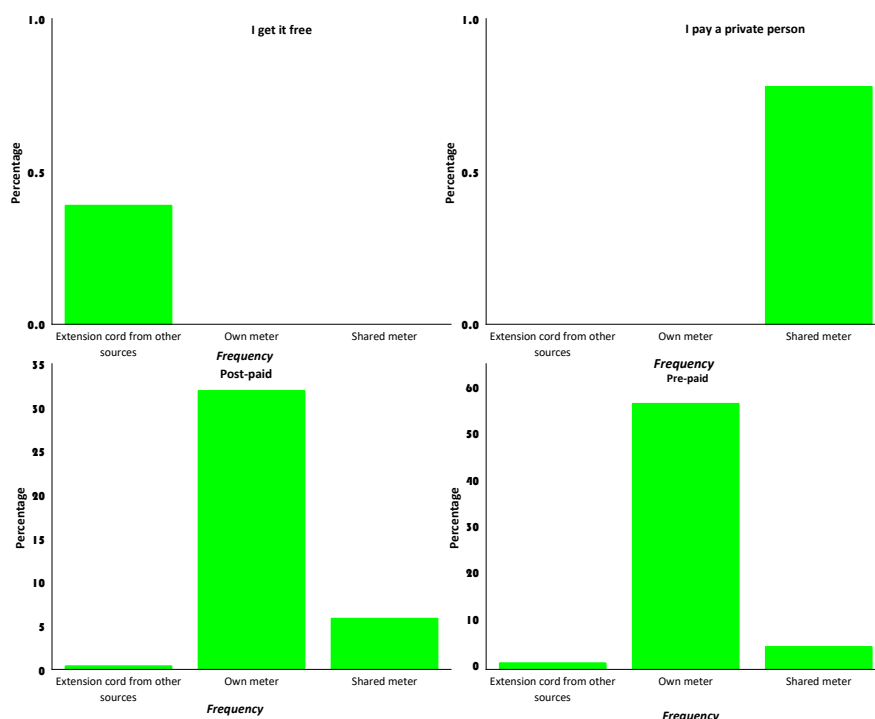 I get it free
1.0
0.5
0.0
Percentage
Extension cord from other
sources
Own meter
Shared meter
Frequency
I pay a private person
1.0
0.5
0.0
Percentage
Extension cord from other
sources
Own meter
Shared meter
Frequency
Post-paid
35
30
25
20
15
10
5
0
Percentage
Extension cord from other
sources
Own meter
Shared meter
Frequency
Pre-paid
60
50
40
30
20
10
0
Percentage
Extension cord from other
sources
Own meter
Shared meter
Frequency